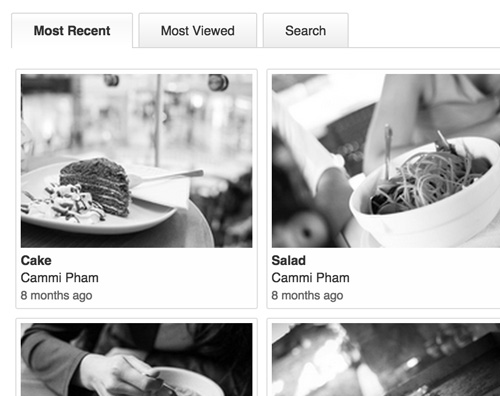 Most Recent
Most Viewed
Search
Cake
Cammi Pham
8 months ago
Salad
Cammi Pham
8 months ago